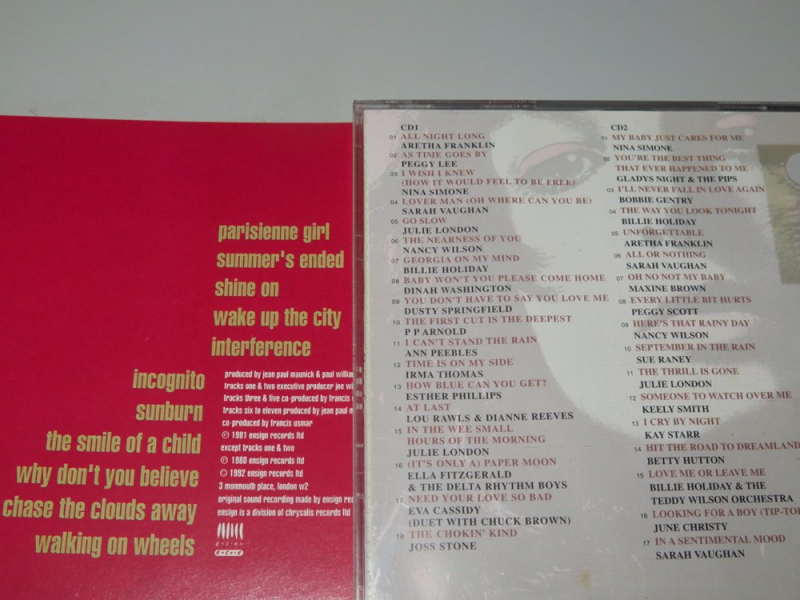 parisienne girl
summer's ended
shine on
wake up the city
interference
incognito
sunburn
the smile of a child
why don't you believe
chase the clouds away
walking on wheels
produced by jean paul maunick & paul
tracks one & two executive producer joe
tracks three & five co-produced by francis
tracks six to eleven produced by jean paul
co-produced by francis usmar
℗ 1981 ensign records ltd
except tracks one & two
℗ 1980 ensign records ltd
© 1992 ensign records ltd
3 monmouth place, london w2
original sound recording made by ensign
ensign is a division of chrysalis records ltd
ensign
CD1
01 ALL NIGHT LONG
ARETHA FRANKLIN
02 AS TIME GOES BY
PEGGY LEE
03 I WISH I KNEW
(HOW IT WOULD FEEL TO BE FREE)
NINA SIMONE
04 LOVER MAN (OH WHERE CAN YOU BE)
SARAH VAUGHAN
05 GO SLOW
JULIE LONDON
06 THE NEARNESS OF YOU
NANCY WILSON
07 GEORGIA ON MY MIND
BILLIE HOLIDAY
08 BABY WON'T YOU PLEASE COME HOME
DINAH WASHINGTON
09 YOU DON'T HAVE TO SAY YOU LOVE ME
DUSTY SPRINGFIELD
10 THE FIRST CUT IS THE DEEPEST
P P ARNOLD
11 I CAN'T STAND THE RAIN
ANN PEEBLES
12 TIME IS ON MY SIDE
IRMA THOMAS
13 HOW BLUE CAN YOU GET?
ESTHER PHILLIPS
14 AT LAST
LOU RAWLS & DIANNE REEVES
15 IN THE WEE SMALL
HOURS OF THE MORNING
JULIE LONDON
16 (IT'S ONLY A) PAPER MOON
ELLA FITZGERALD
& THE DELTA RHYTHM BOYS
17 NEED YOUR LOVE SO BAD
EVA CASSIDY
(DUET WITH CHUCK BROWN)
18 THE CHOKIN' KIND
JOSS STONE
CD2
01 MY BABY JUST CARES FOR ME
NINA SIMONE
02 YOU'RE THE BEST THING
THAT EVER HAPPENED TO ME
GLADYS NIGHT & THE PIPS
03 I'LL NEVER FALL IN LOVE AGAIN
BOBBIE GENTRY
04 THE WAY YOU LOOK TONIGHT
BILLIE HOLIDAY
05 UNFORGETTABLE
ARETHA FRANKLIN
06 ALL OR NOTHING
SARAH VAUGHAN
07 OH NO NOT MY BABY
MAXINE BROWN
08 EVERY LITTLE BIT HURTS
PEGGY SCOTT
09 HERE'S THAT RAINY DAY
NANCY WILSON
10 SEPTEMBER IN THE RAIN
SUE RANEY
11 THE THRILL IS GONE
JULIE LONDON
12 SOMEONE TO WATCH OVER ME
KEELY SMITH
13 I CRY BY NIGHT
KAY STARR
14 HIT THE ROAD TO DREAMLAND
BETTY HUTTON
15 LOVE ME OR LEAVE ME
BILLIE HOLIDAY & THE
TEDDY WILSON ORCHESTRA
16 LOOKING FOR A BOY (TIP-TO
JUNE CHRISTY
17 IN A SENTIMENTAL MOOD
SARAH VAUGHAN